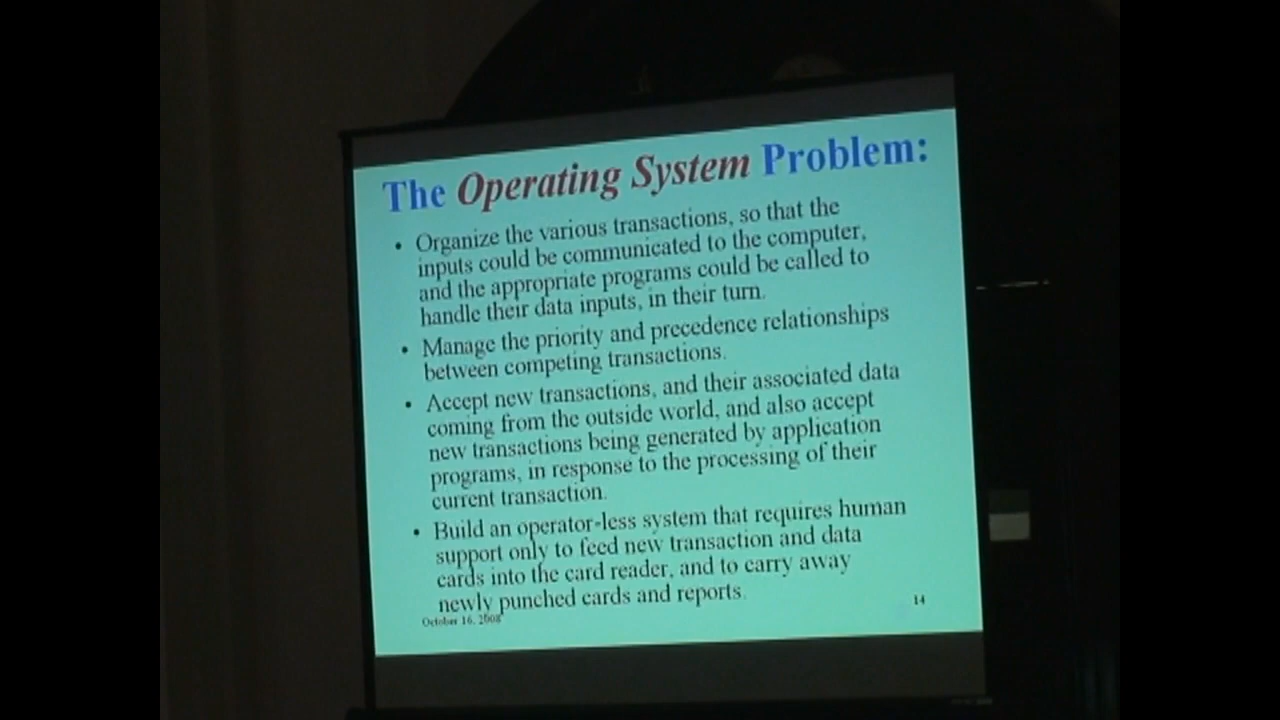 The Operating System Problem:
• Organize the various transactions, so that the
inputs could be communicated to the computer,
and the appropriate programs could be called to
handle their data inputs, in their turn.
• Manage the priority and precedence relationships
between competing transactions.
• Accept new transactions, and their associated data
coming from the outside world, and also accept
new transactions being generated by application
programs, in response to the processing of their
current transaction.
• Build an operator-less system that requires human
support only to feed new transaction and data
cards into the card reader, and to carry away
newly punched cards and reports.
October 16, 2008
14